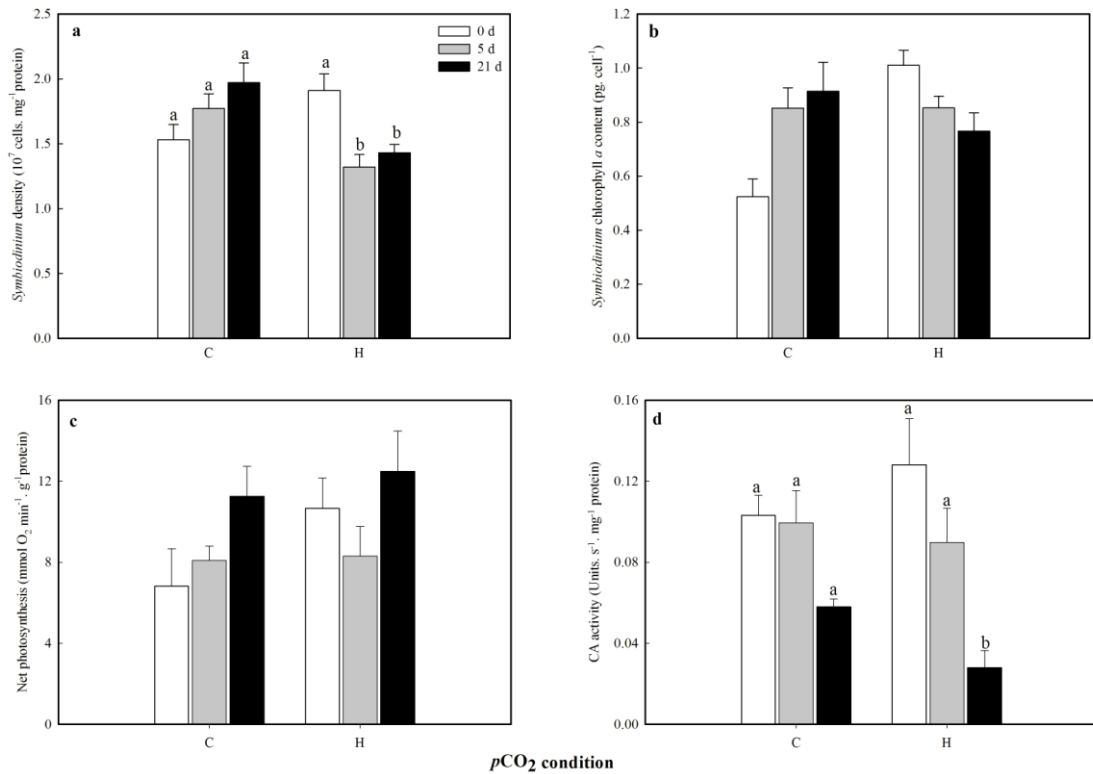 a
0 d
5 d
21 d
Symbiodinium density (10⁷ cells. mg⁻¹protein)
2.5
2.0
1.5
1.0
0.5
0.0
a
a
a
a
b
b
C
H
b
Symbiodinium chlorophyll a content (pg. cell⁻¹)
1.2
1.0
0.8
0.6
0.4
0.2
0.0
C
H
c
Net photosynthesis (mmol O₂ min⁻¹. g⁻¹protein)
16
12
8
4
0
C
H
d
CA activity (Units. s⁻¹. mg⁻¹ protein)
0.16
0.12
0.08
0.04
0.00
a
a
a
a
a
b
C
H
pCO₂ condition